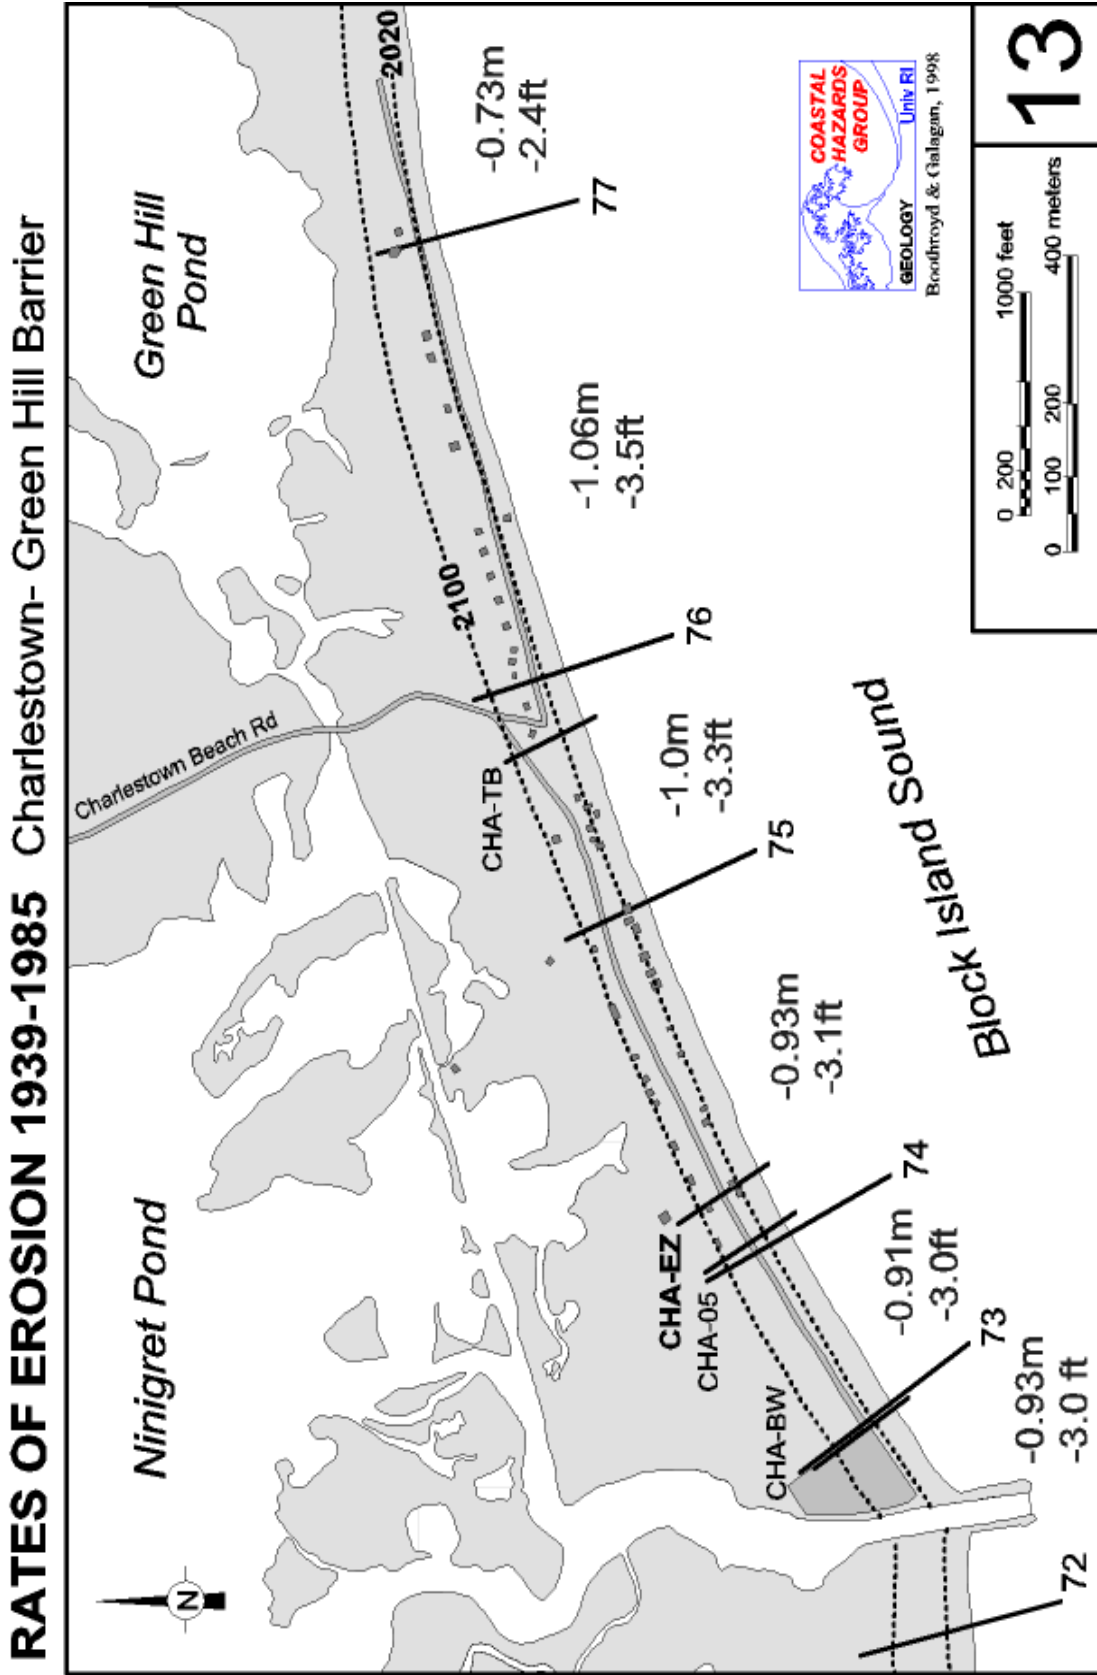 RATES OF EROSION 1939-1985 Charlestown- Green Hill Barrier
N
Ninigret Pond
Green Hill
Pond
Charlestown Beach Rd
2100
2020
CHA-TB
CHA-EZ
CHA-05
CHA-BW
72
73
74
75
76
77
-0.93m
-3.0 ft
-0.91m
-3.0ft
-0.93m
-3.1ft
-1.0m
-3.3ft
-1.06m
-3.5ft
-0.73m
-2.4ft
Block Island Sound
COASTAL
HAZARDS
GROUP
GEOLOGY Univ RI
Boothroyd & Galagan, 1998
0 200 1000 feet
0 100 200 400 meters
13